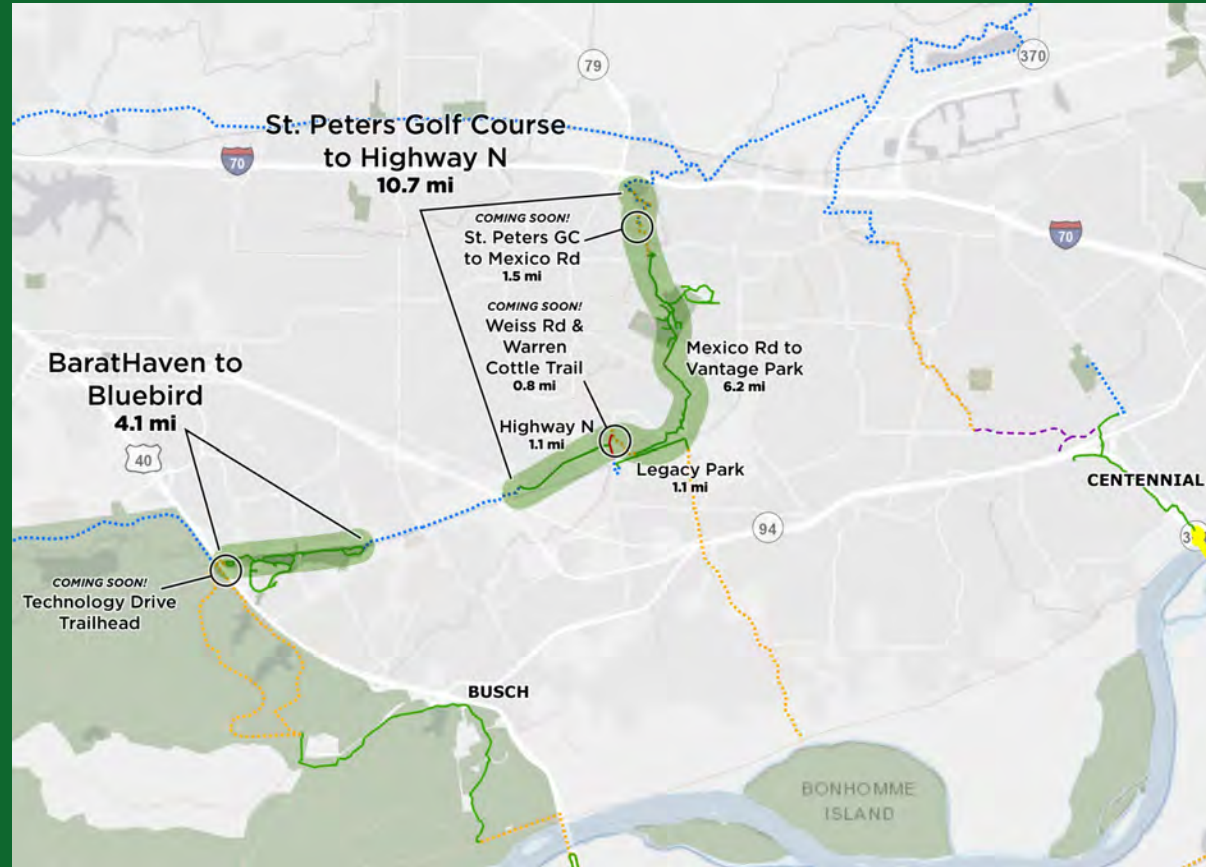 370
79
St. Peters Golf Course
to Highway N
10.7 mi
70
COMING SOON!
St. Peters GC
to Mexico Rd
1.5 mi
70
COMING SOON!
Weiss Rd &
Warren
Cottle Trail
0.8 mi
Mexico Rd to
Vantage Park
6.2 mi
BaratHaven to
Bluebird
4.1 mi
Highway N
1.1 mi
40
Legacy Park
1.1 mi
CENTENNIAL
94
COMING SOON!
Technology Drive
Trailhead
BUSCH
BONHOMME
ISLAND